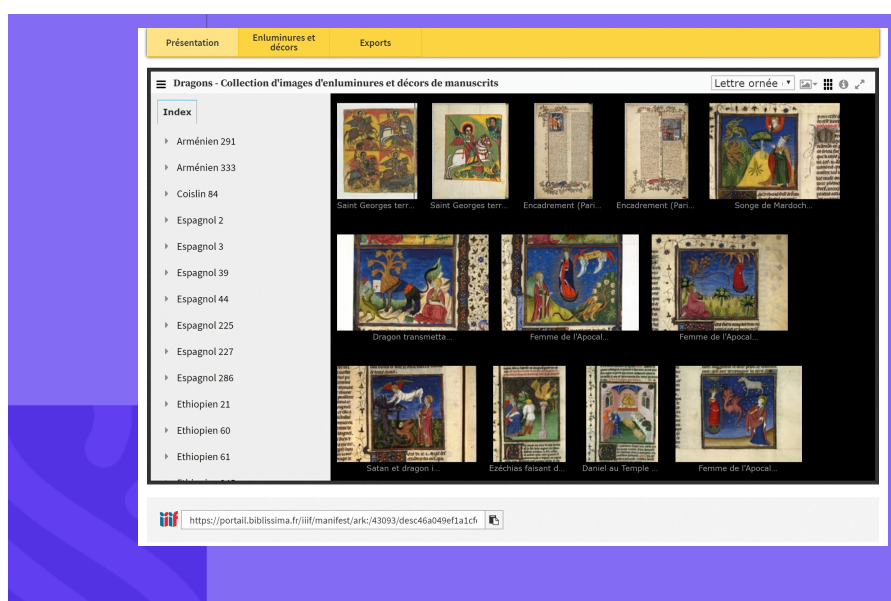 Présentation
Enluminures et
décors
Exports
Dragons - Collection d'images d'enluminures et décors de manuscrits
Lettre ornée
Index
Arménien 291
Arménien 333
Coislin 84
Espagnol 2
Espagnol 3
Espagnol 39
Espagnol 44
Espagnol 225
Espagnol 227
Espagnol 286
Ethiopien 21
Ethiopien 60
Ethiopien 61
Saint Georges terr...
Saint Georges terr...
Encadrement (Pari...
Encadrement (Pari...
Songe de Mardoch...
Dragon transmetta...
Femme de l'Apocal...
Femme de l'Apocal...
Satan et dragon i...
Ezéchias faisant d...
Daniel au Temple ...
Femme de l'Apocal...
iiif
https://portail.biblissima.fr/iiif/manifest/ark:/43093/desc46a049ef1a1cf